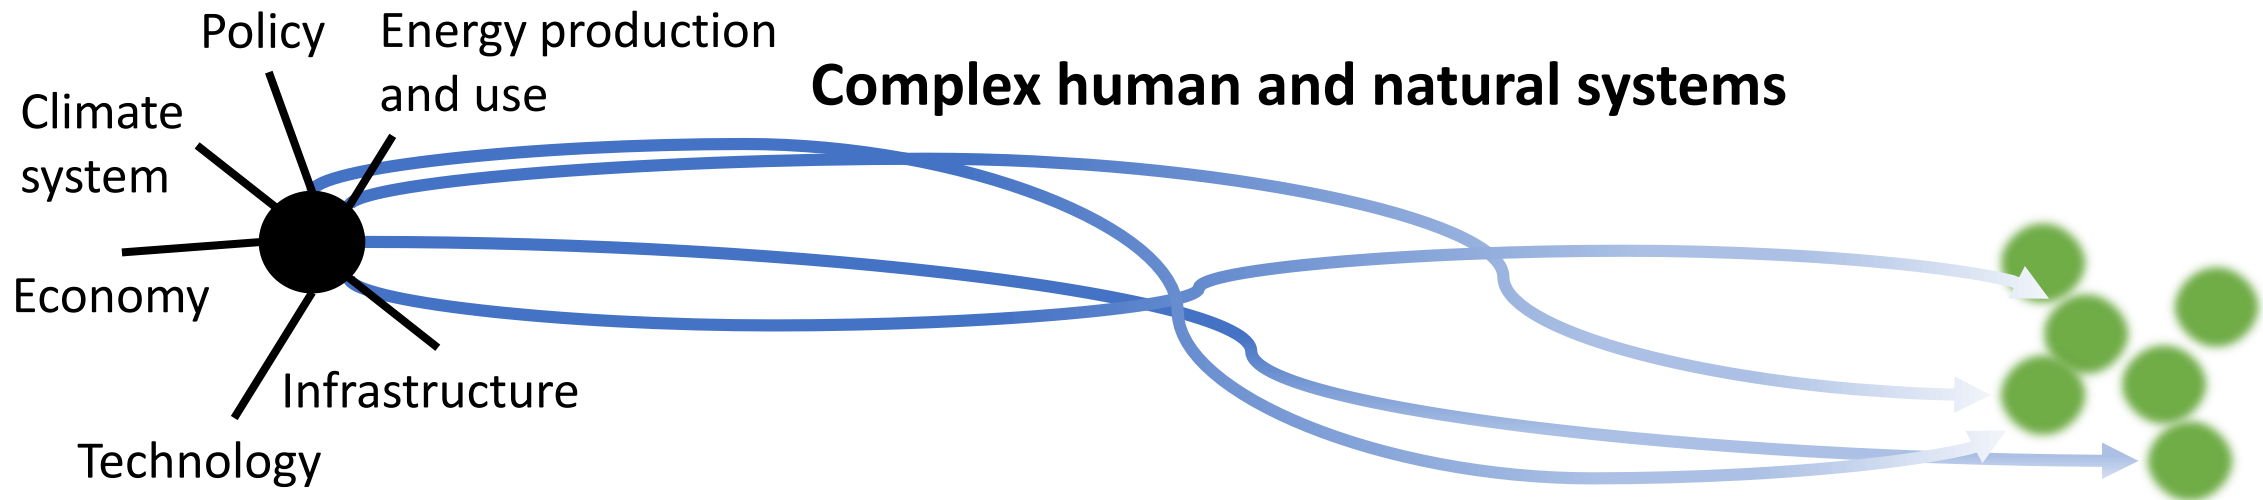 Policy
Energy production
and use
Complex human and natural systems
Climate
system
Economy
Infrastructure
Technology